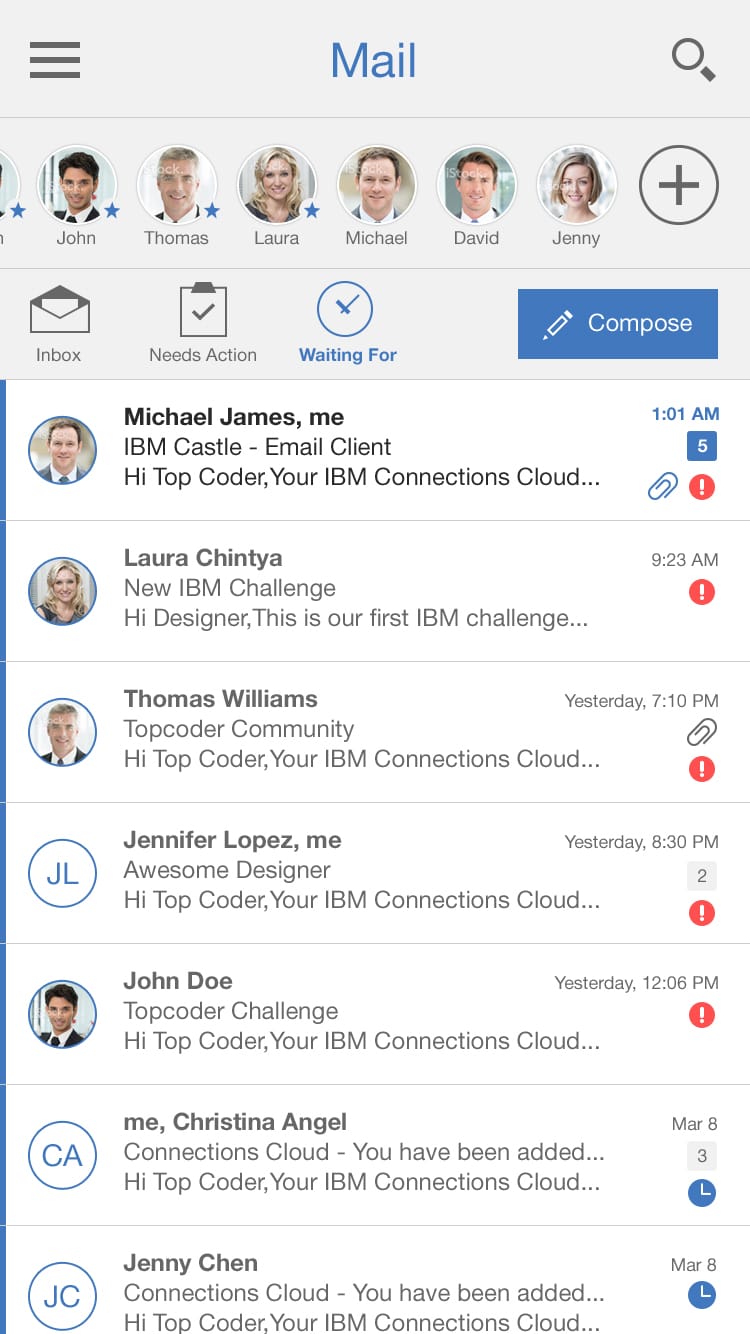 Mail
n
John
Thomas
Laura
Michael
David
Jenny
Inbox
Needs Action
Waiting For
Compose
Michael James, me
1:01 AM
IBM Castle - Email Client
5
Hi Top Coder,Your IBM Connections Cloud...
Laura Chintya
9:23 AM
New IBM Challenge
Hi Designer,This is our first IBM challenge...
Thomas Williams
Yesterday, 7:10 PM
Topcoder Community
Hi Top Coder,Your IBM Connections Cloud...
Jennifer Lopez, me
Yesterday, 8:30 PM
JL
Awesome Designer
2
Hi Top Coder,Your IBM Connections Cloud...
John Doe
Yesterday, 12:06 PM
Topcoder Challenge
Hi Top Coder,Your IBM Connections Cloud...
me, Christina Angel
Mar 8
CA
Connections Cloud - You have been added...
3
Hi Top Coder,Your IBM Connections Cloud...
Jenny Chen
Mar 8
JC
Connections Cloud - You have been added...
Hi Top Coder,Your IBM Connections Cloud...